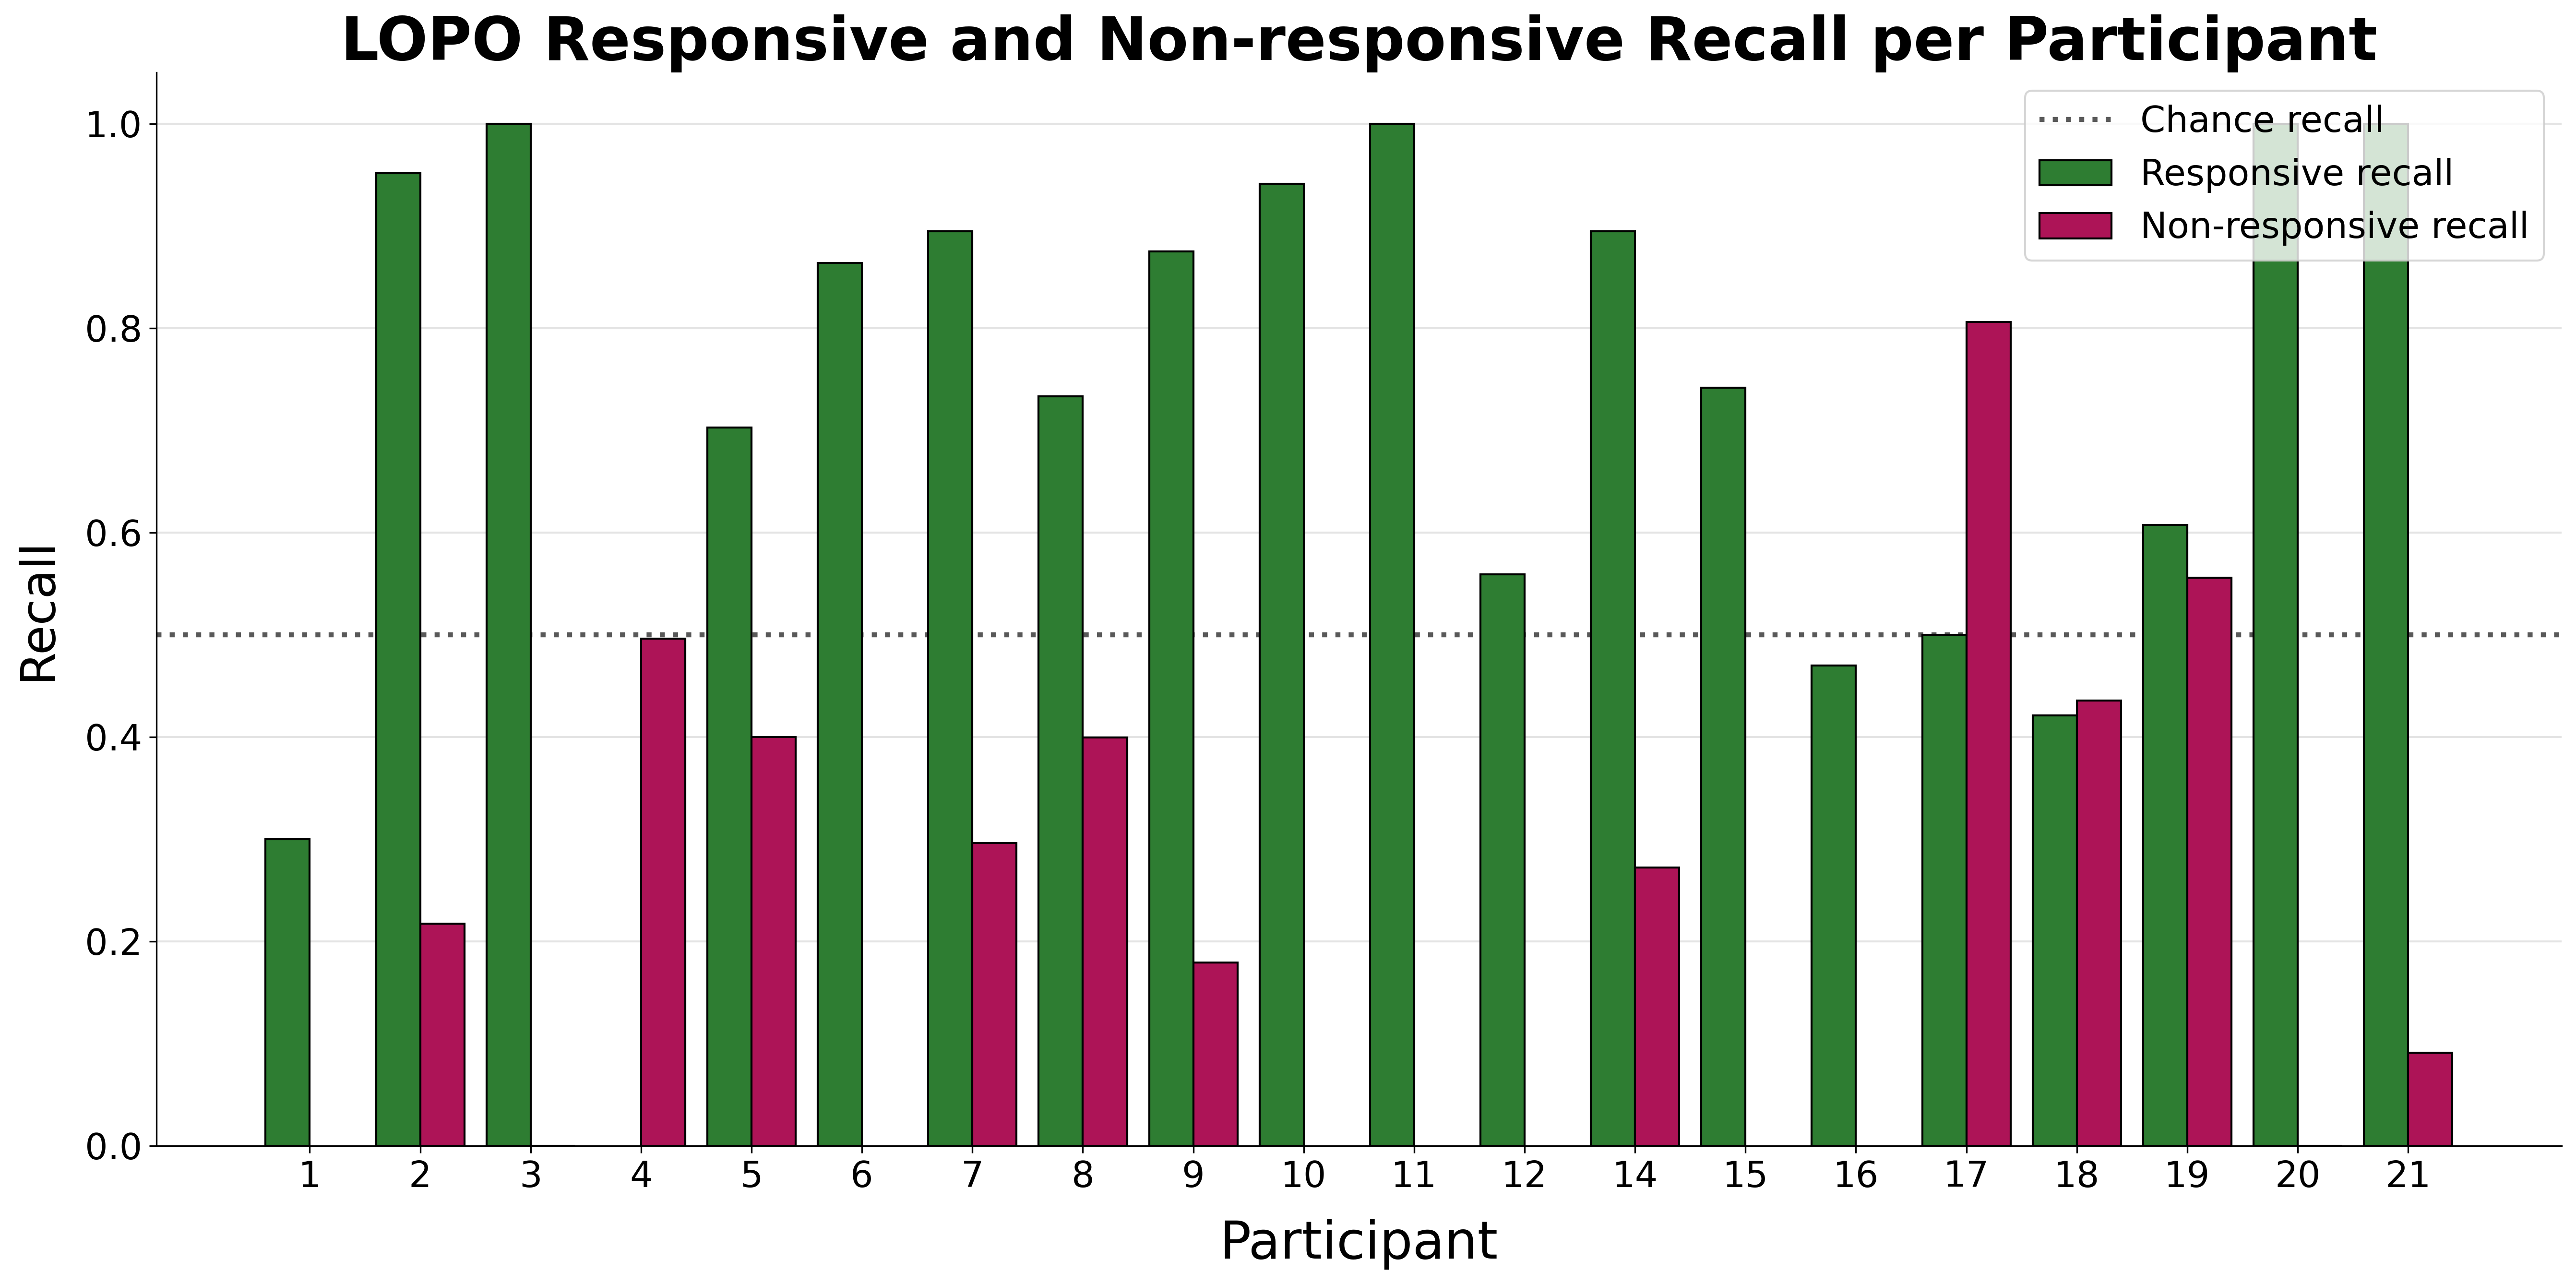 LOPO Responsive and Non-responsive Recall per Participant
Chance recall
Responsive recall
Non-responsive recall
1.0
0.8
0.6
0.4
0.2
0.0
Recall
1 2 3 4 5 6 7 8 9 10 11 12 14 15 16 17 18 19 20 21
Participant